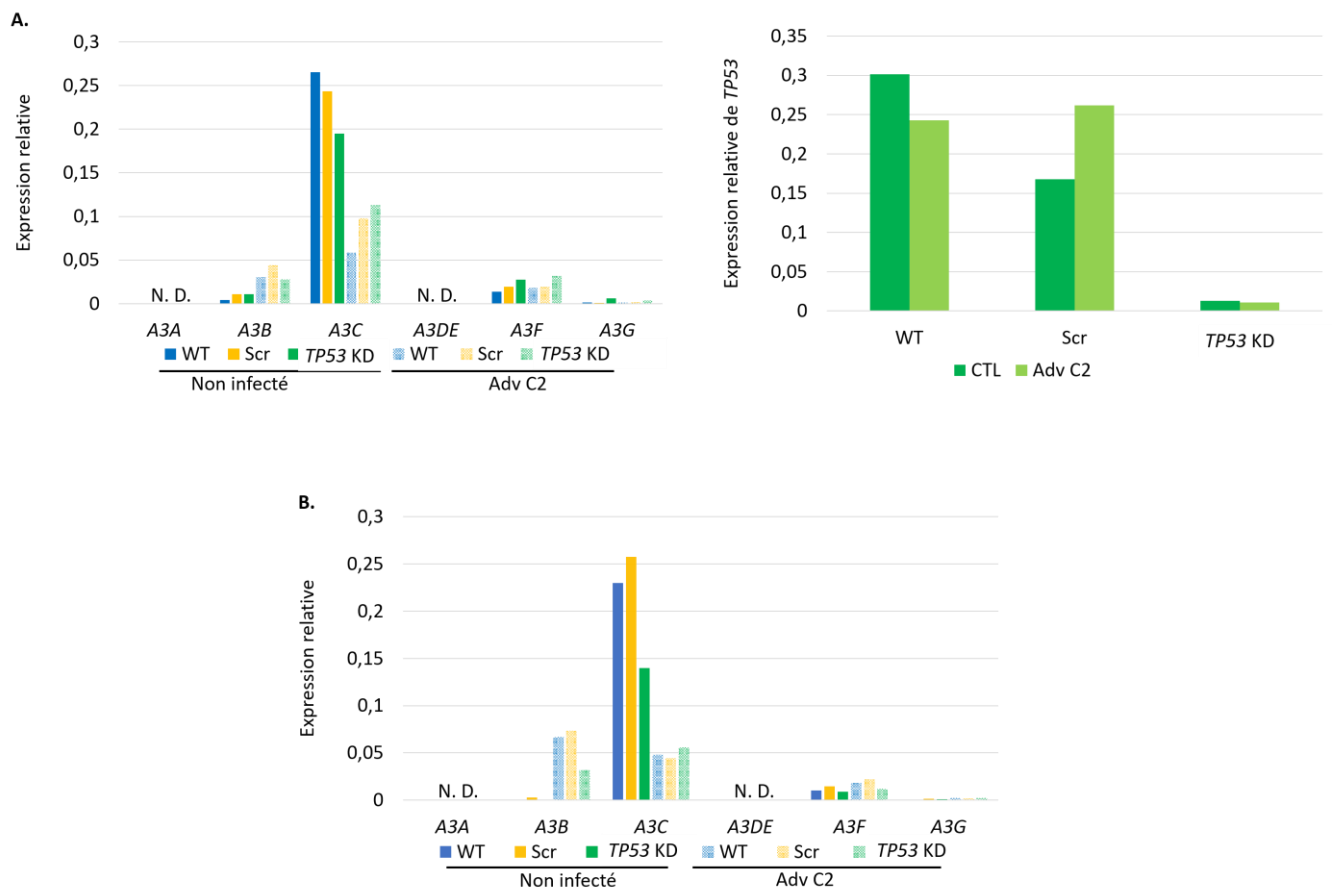 A.
Expression relative
0,3
0,25
0,2
0,15
0,1
0,05
0
N. D.
N. D.
A3A A3B A3C A3DE A3F A3G
WT Scr TP53 KD WT Scr TP53 KD
Non infecté Adv C2
Expression relative de TP53
0,35
0,3
0,25
0,2
0,15
0,1
0,05
0
WT Scr TP53 KD
CTL Adv C2
B.
Expression relative
0,3
0,25
0,2
0,15
0,1
0,05
0
N. D.
N. D.
A3A A3B A3C A3DE A3F A3G
WT Scr TP53 KD WT Scr TP53 KD
Non infecté Adv C2